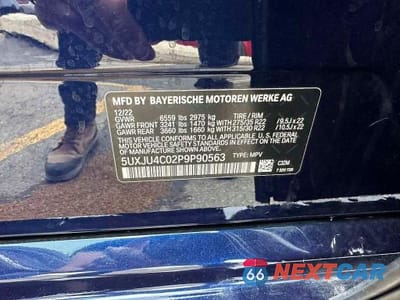 MFD BY BAYERISCHE MOTOREN WERKE AG
12/22
GVWR 6559 lbs 2975 kg TIRE / RIM
GAWR FRT 3241 lbs 1470 kg WITH 275/35 R22 / 9.5J x 22
GAWR RR 3660 lbs 1660 kg WITH 315/30 R22 / 10.5J x 22
THIS VEHICLE CONFORMS TO ALL APPLICABLE U.S. FEDERAL
MOTOR VEHICLE SAFETY STANDARDS IN EFFECT ON THE
DATE OF MANUFACTURE SHOWN ABOVE.
5UXJU4C02P9P90563 TYPE: MPV
66 NEXTCAR